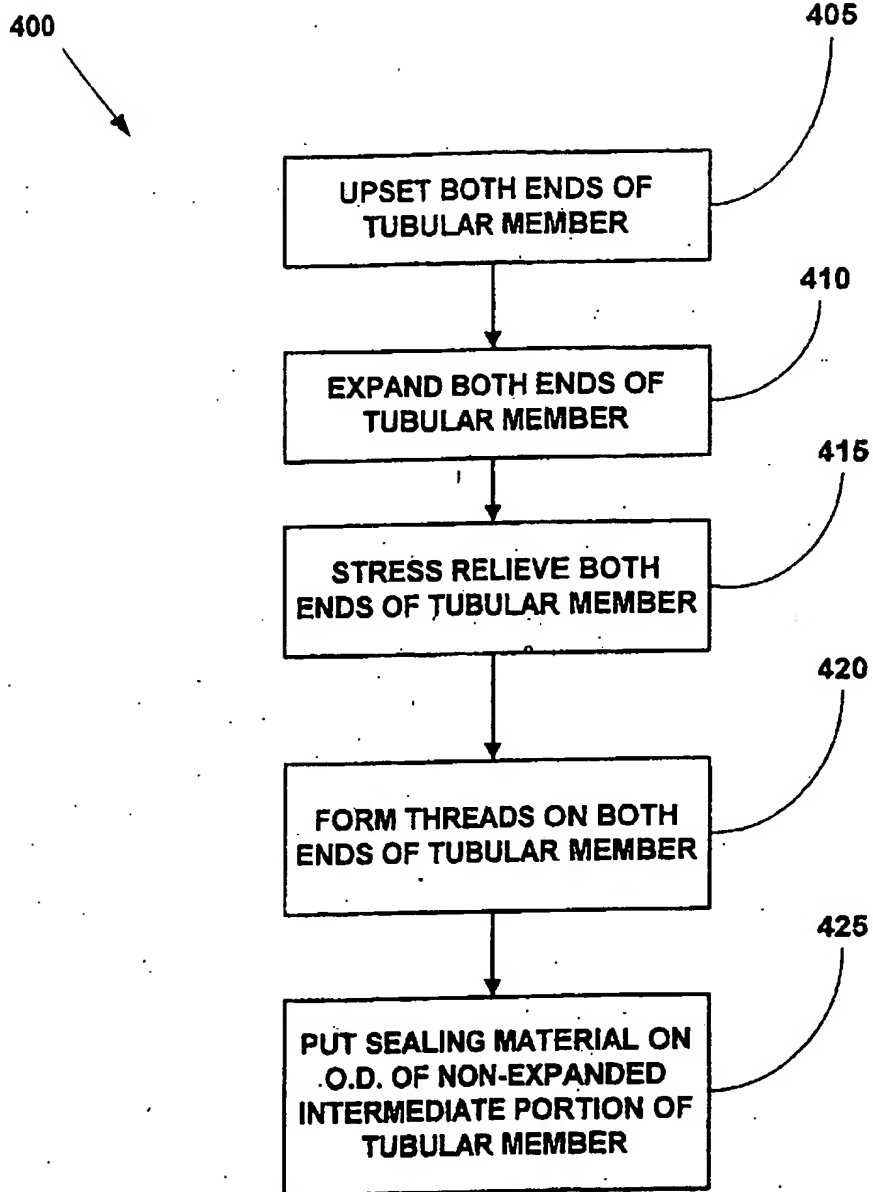 400
405
UPSET BOTH ENDS OF
TUBULAR MEMBER
410
EXPAND BOTH ENDS OF
TUBULAR MEMBER
415
STRESS RELIEVE BOTH
ENDS OF TUBULAR MEMBER
420
FORM THREADS ON BOTH
ENDS OF TUBULAR MEMBER
425
PUT SEALING MATERIAL ON
O.D. OF NON-EXPANDED
INTERMEDIATE PORTION OF
TUBULAR MEMBER